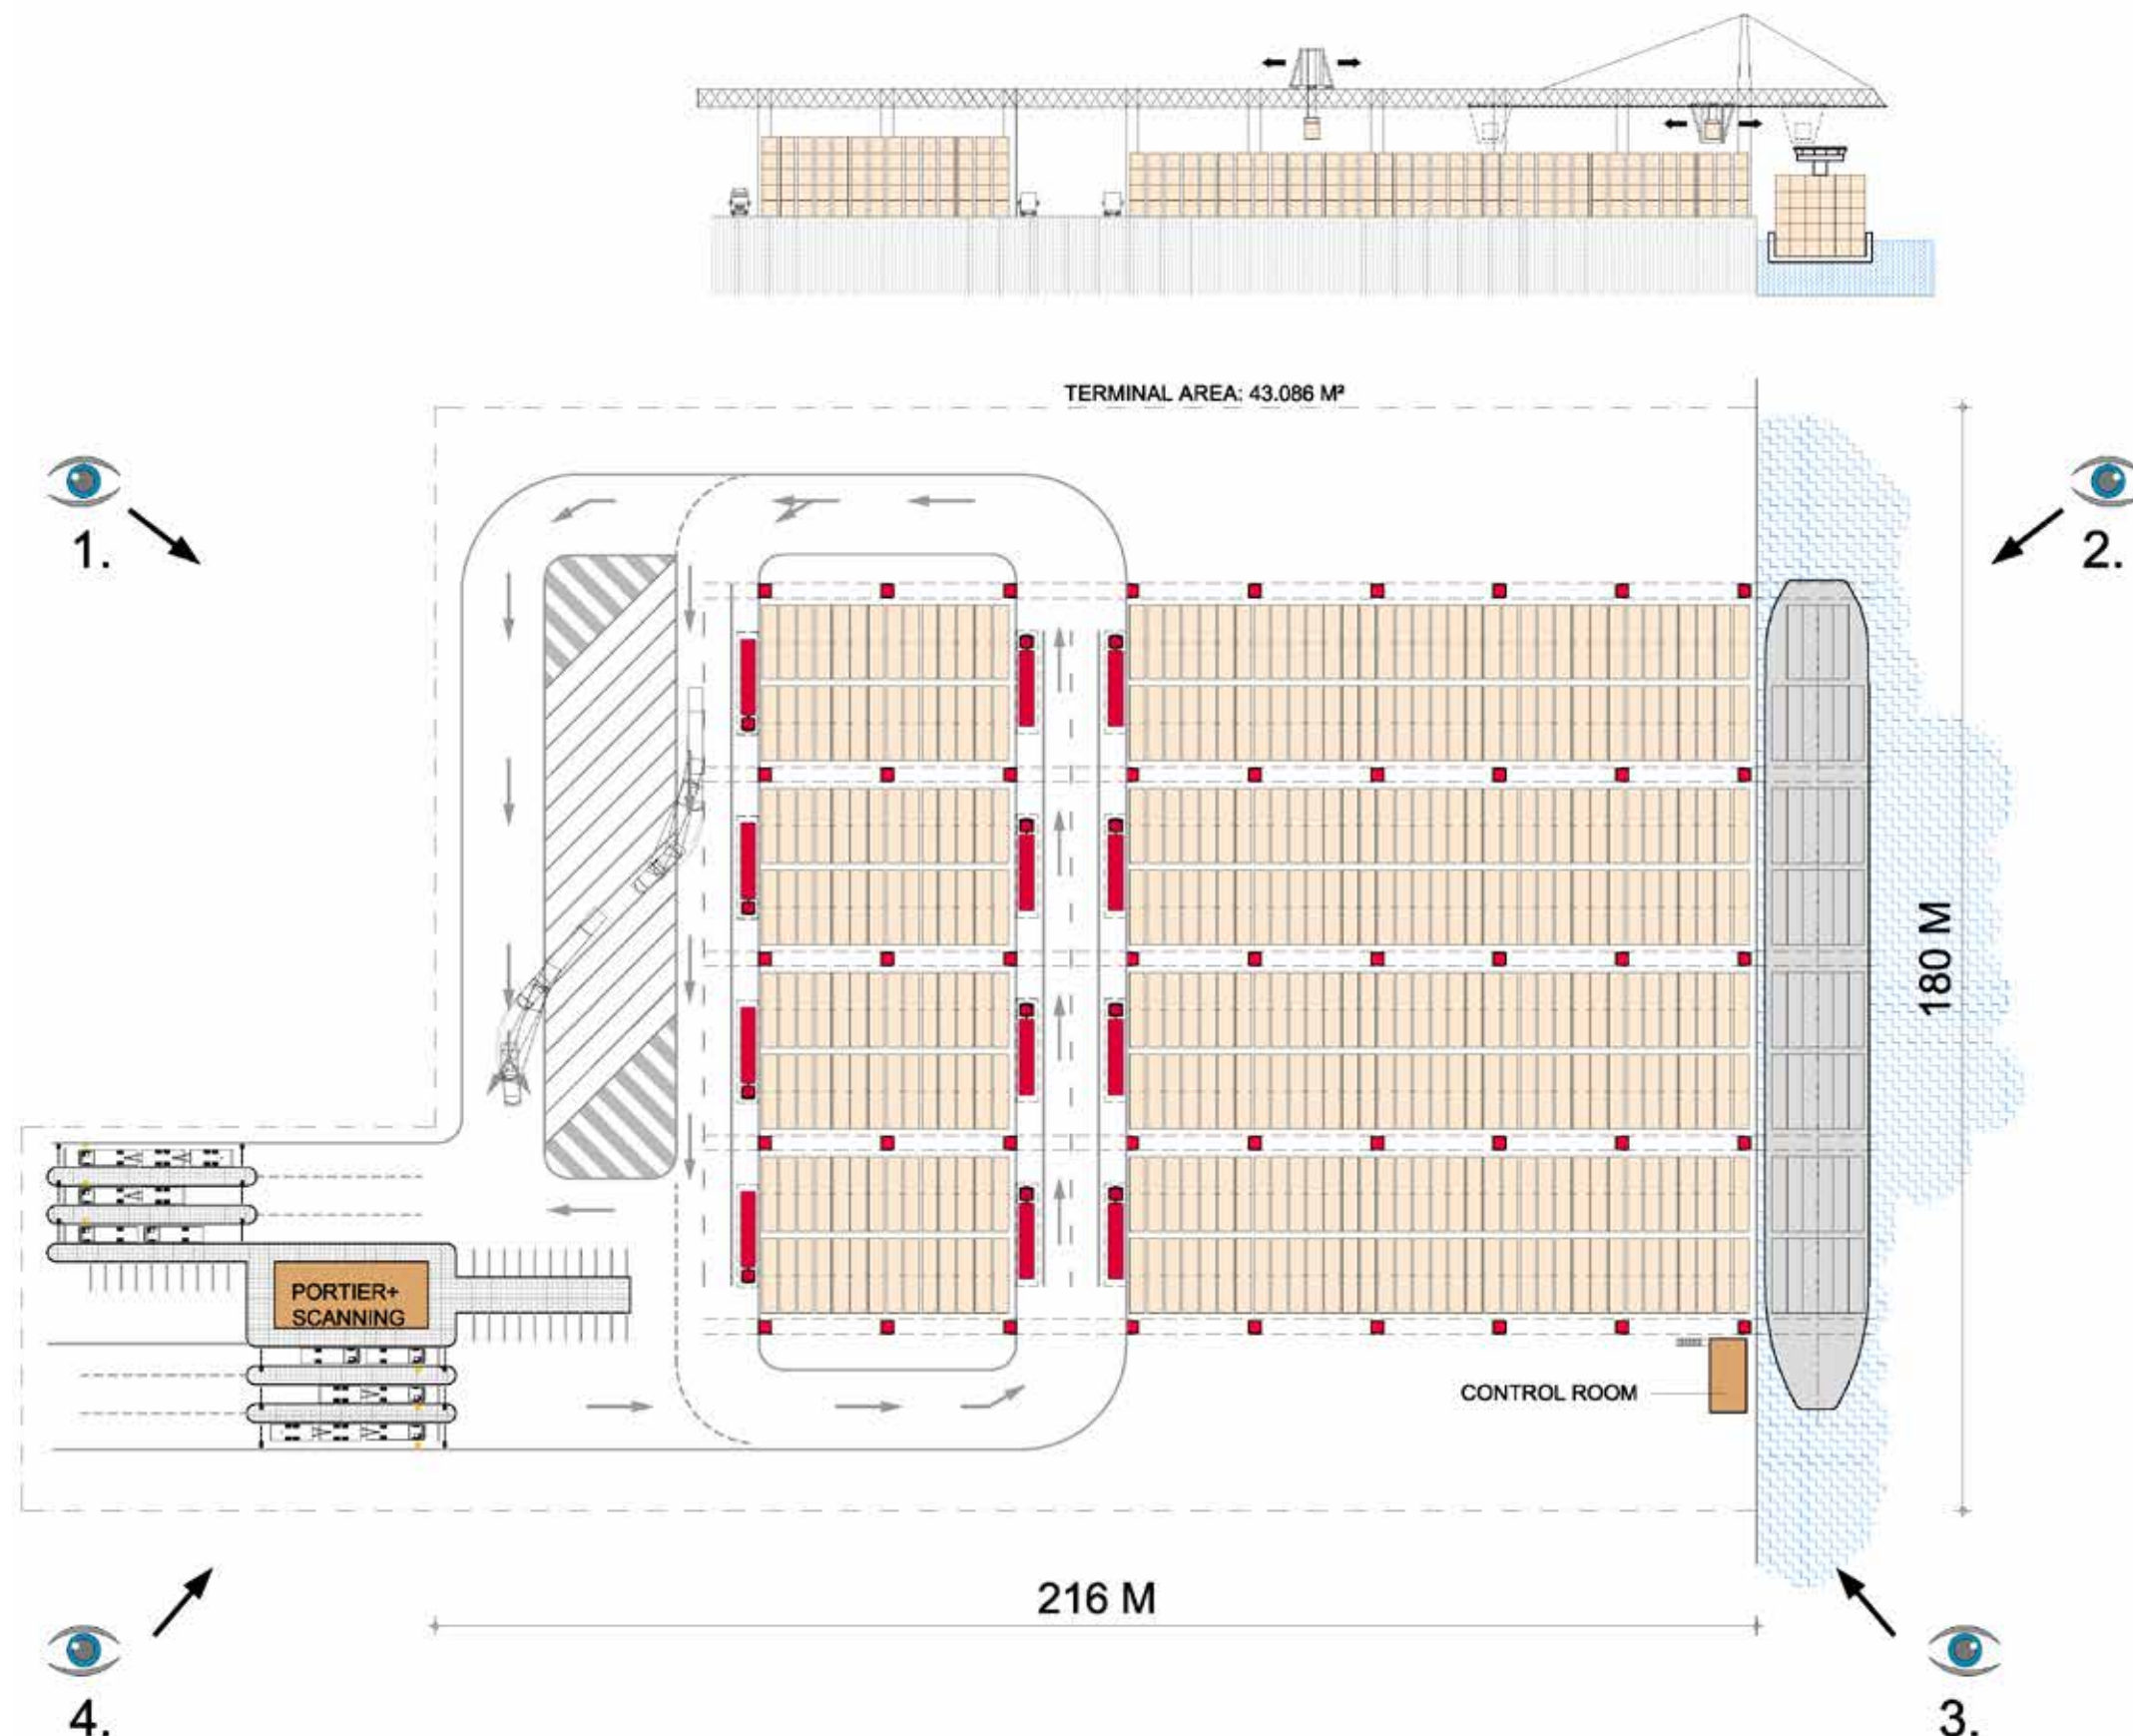 TERMINAL AREA: 43.086 M²
1.
2.
180 M
PORTIER+
SCANNING
CONTROL ROOM
216 M
4.
3.